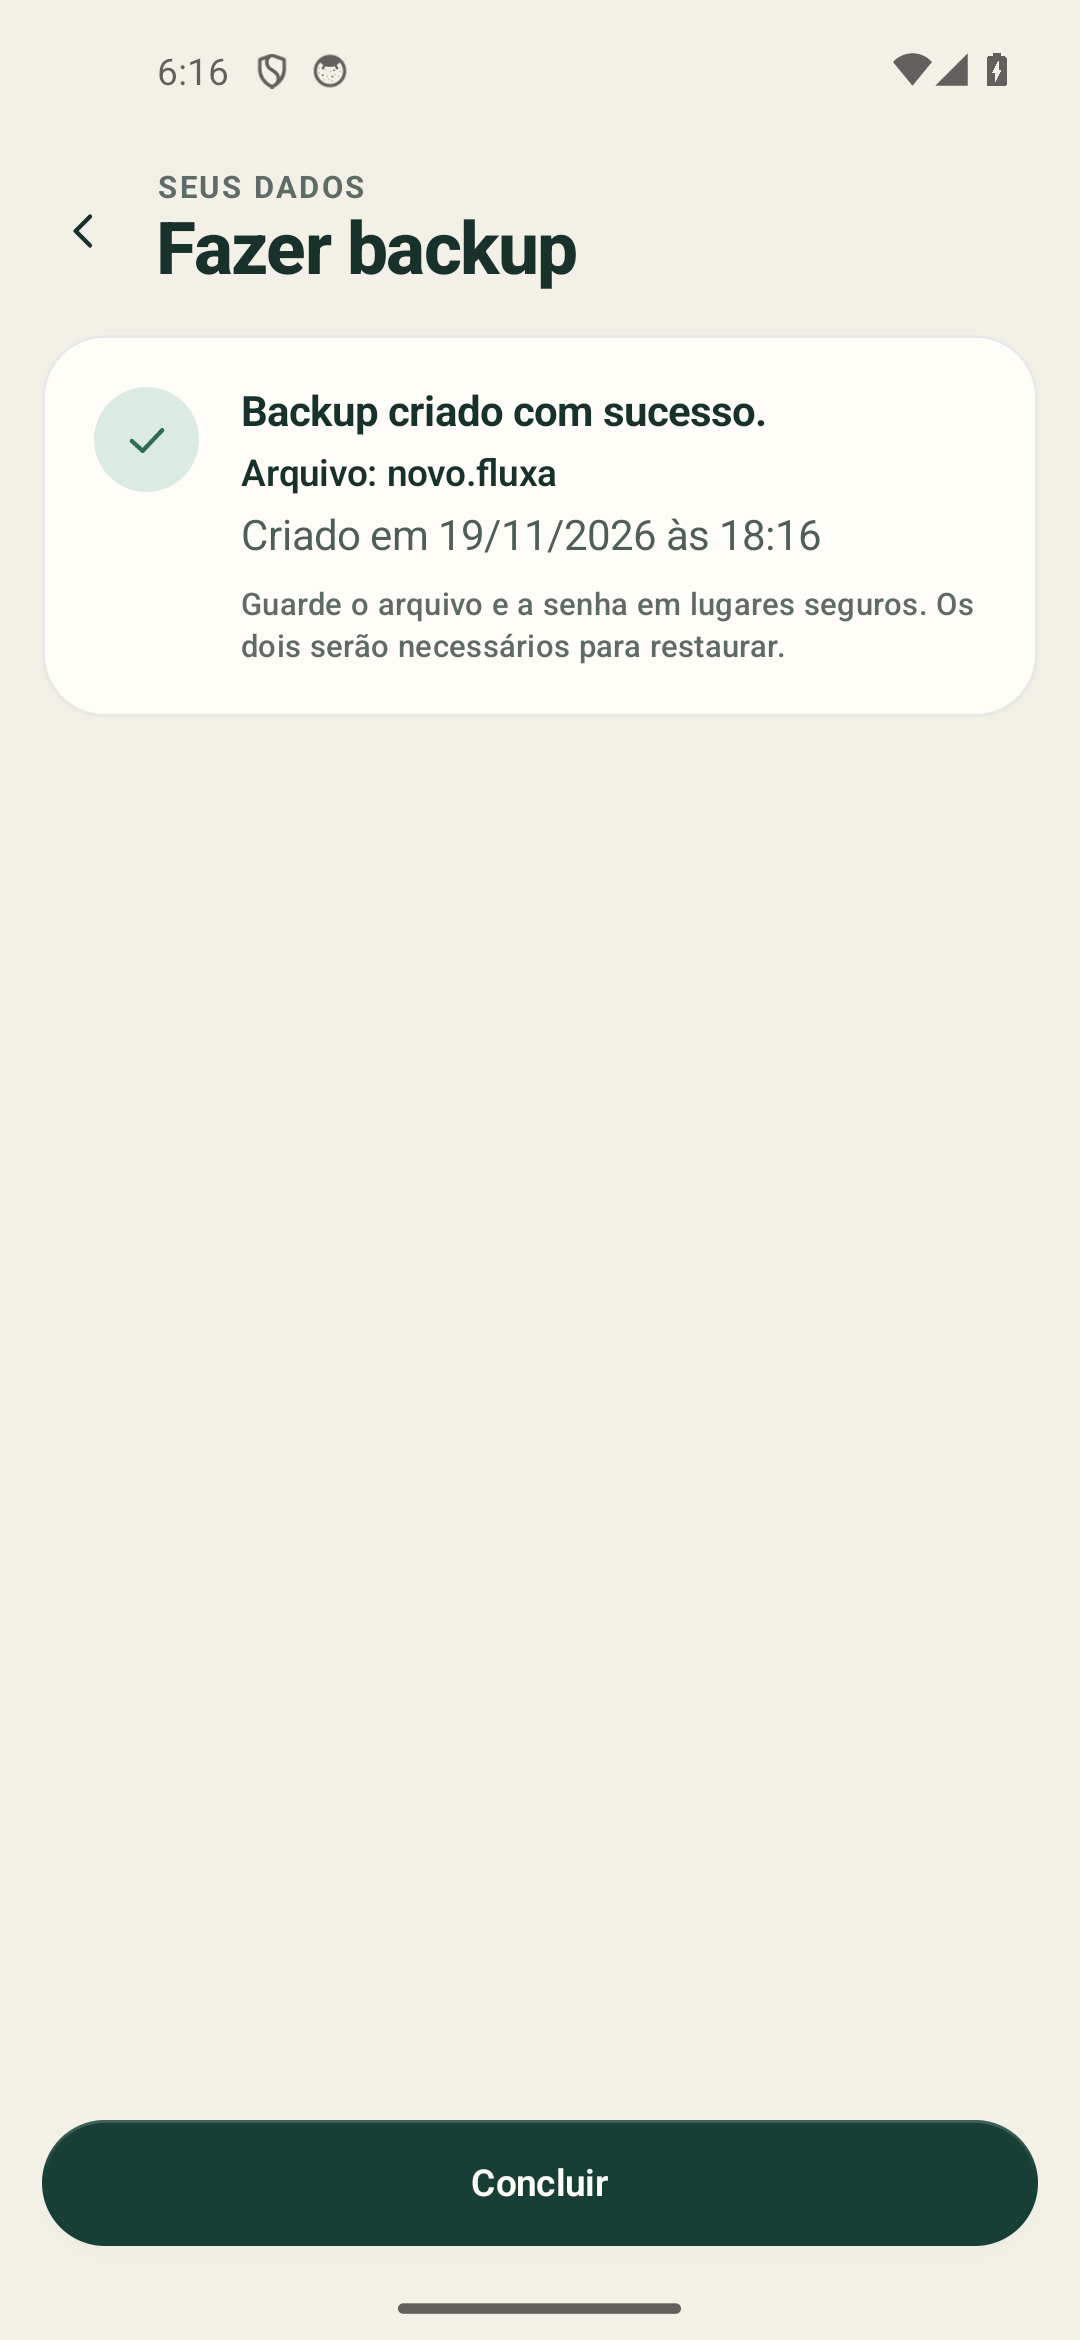 6:16
SEUS DADOS
Fazer backup
Backup criado com sucesso.
Arquivo: novo.fluxa
Criado em 19/11/2026 às 18:16
Guarde o arquivo e a senha em lugares seguros. Os
dois serão necessários para restaurar.
Concluir